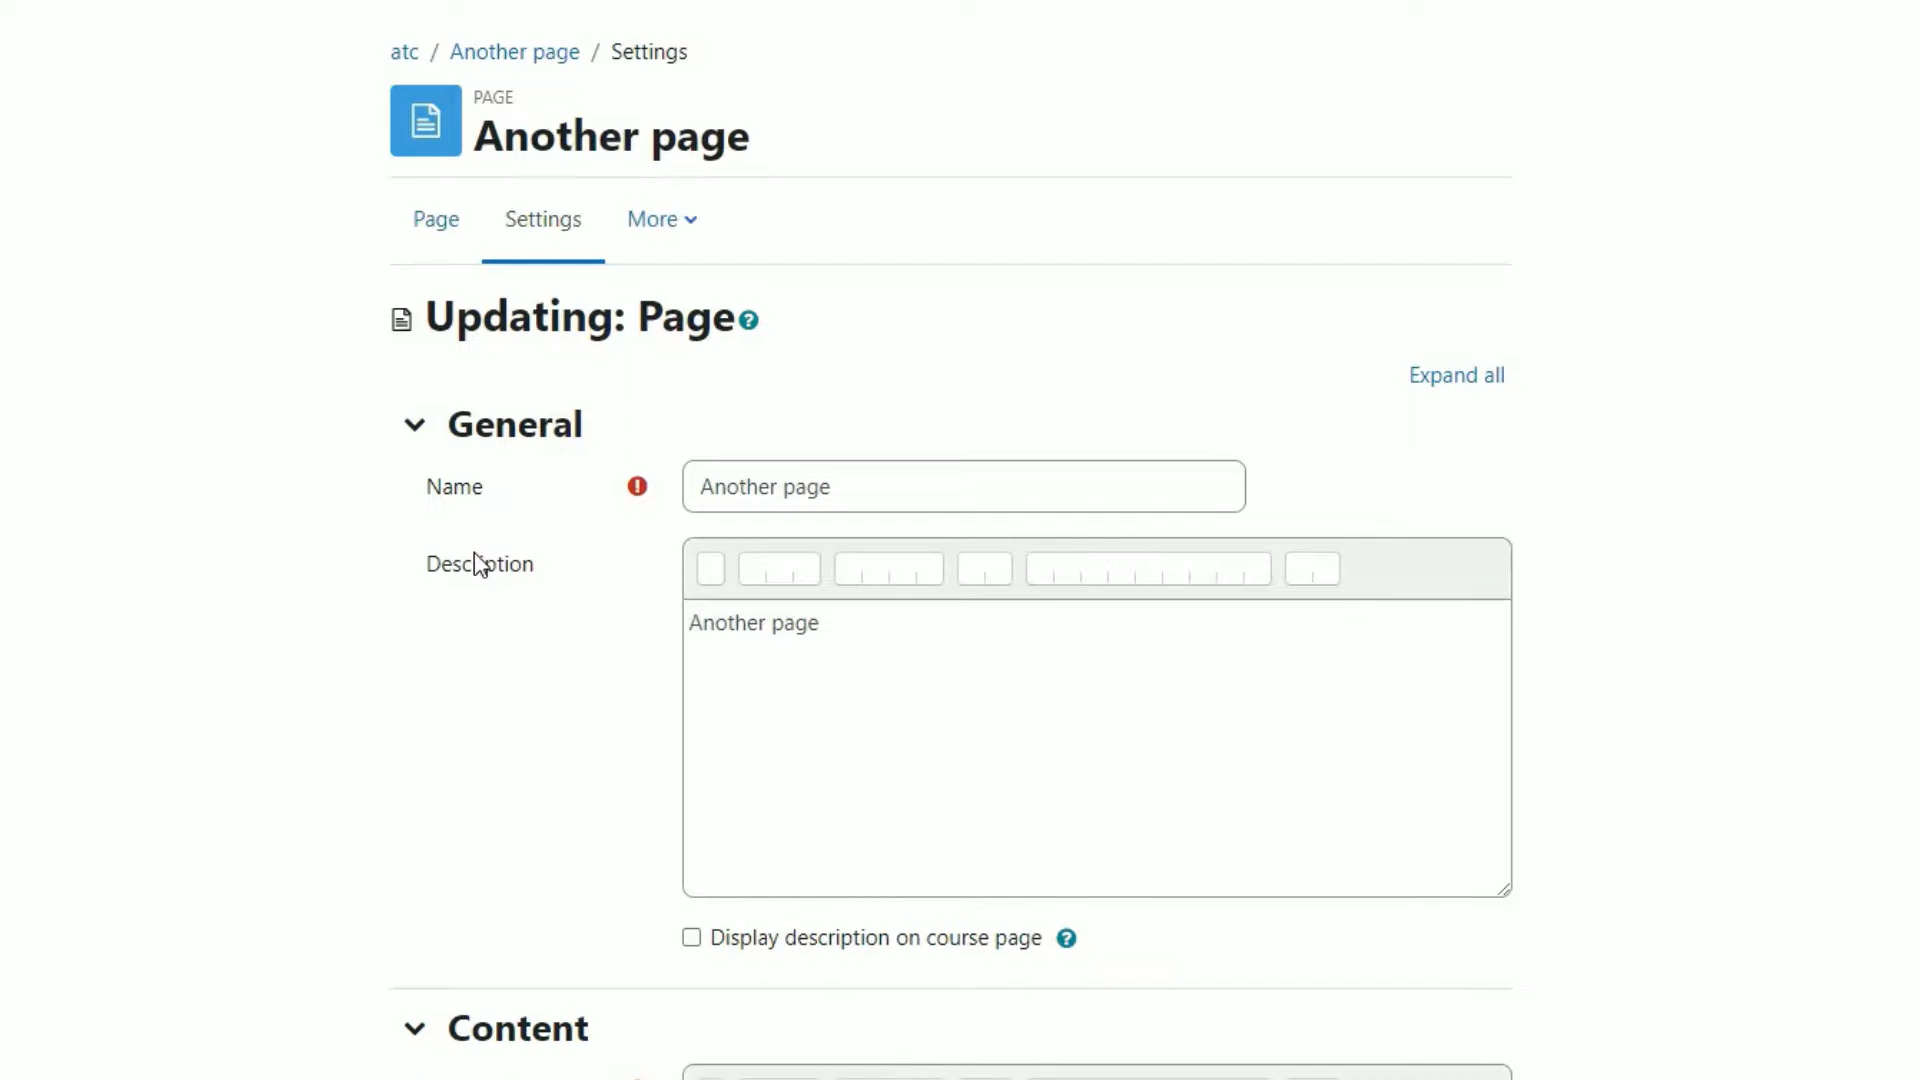 atc / Another page / Settings
PAGE
Another page
Page Settings More
Updating: Page
Expand all
General
Name Another page
Description
Another page
Display description on course page
Content